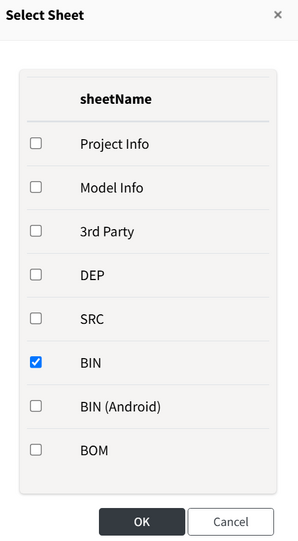 Select Sheet
×
sheetName
Project Info
Model Info
3rd Party
DEP
SRC
BIN
BIN (Android)
BOM
OK
Cancel